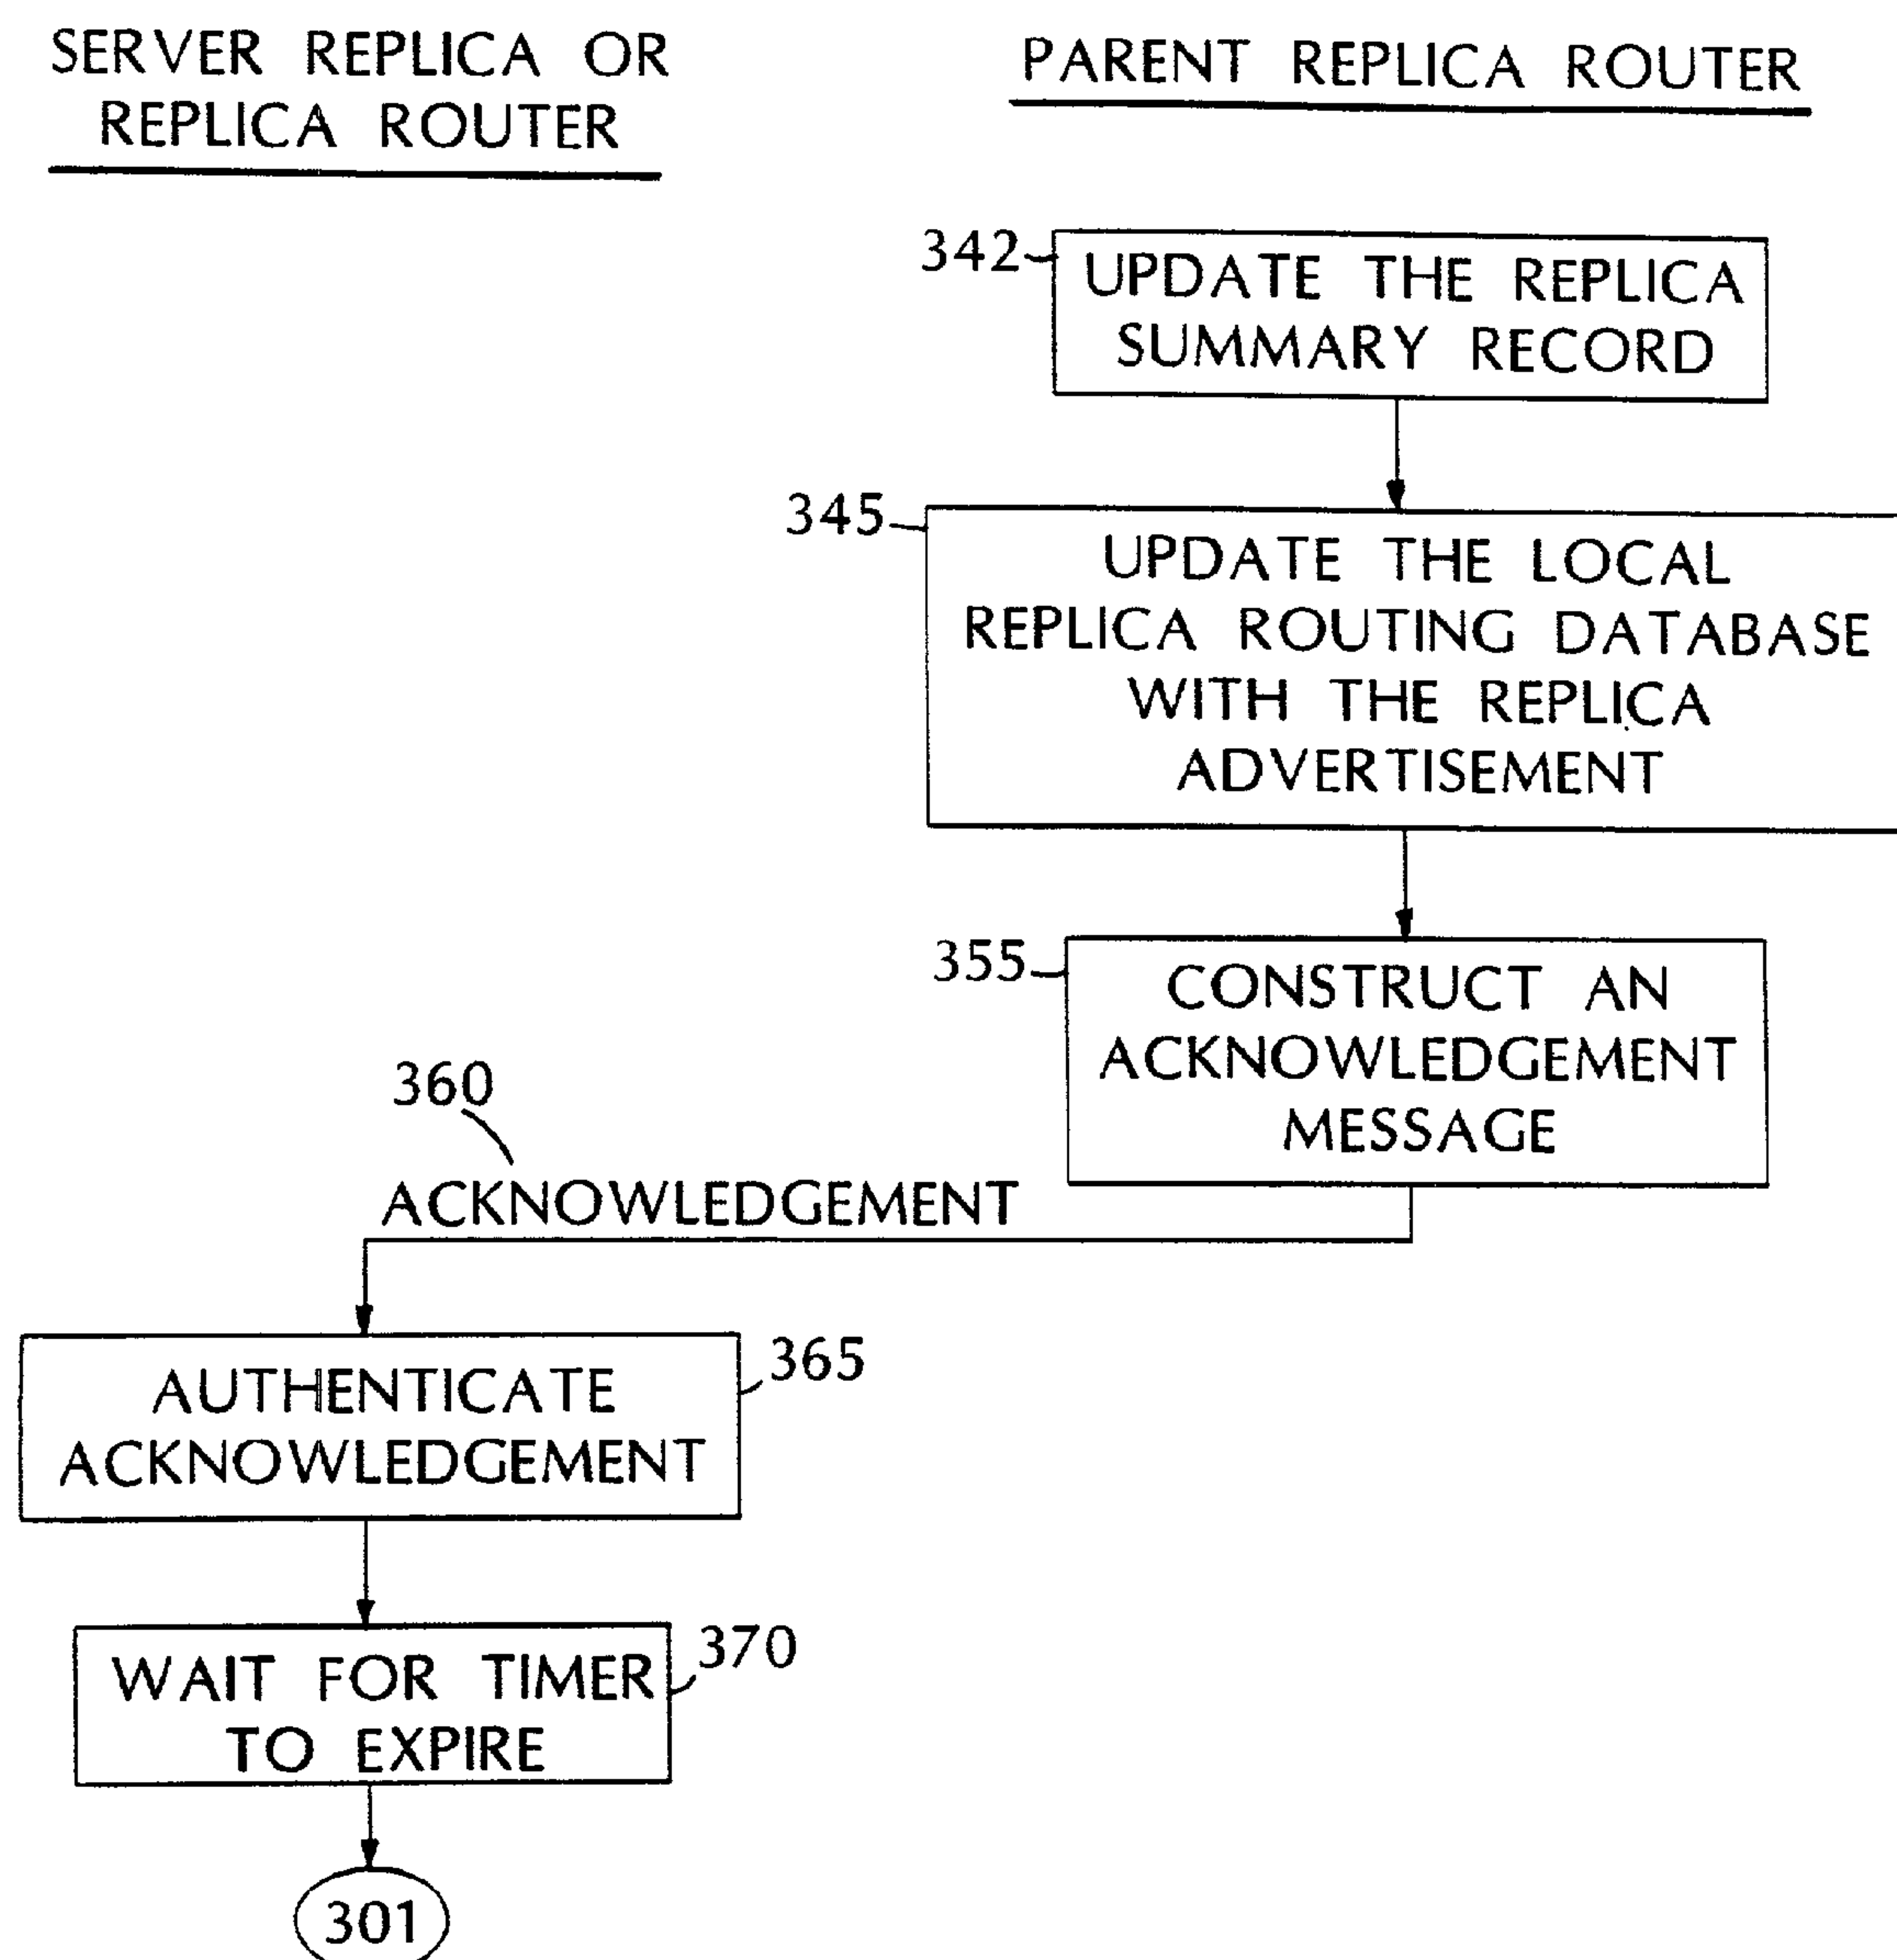 SERVER REPLICA OR
REPLICA ROUTER
PARENT REPLICA ROUTER
342
UPDATE THE REPLICA
SUMMARY RECORD
345
UPDATE THE LOCAL
REPLICA ROUTING DATABASE
WITH THE REPLICA
ADVERTISEMENT
355
CONSTRUCT AN
ACKNOWLEDGEMENT
MESSAGE
360
ACKNOWLEDGEMENT
AUTHENTICATE
ACKNOWLEDGEMENT
365
WAIT FOR TIMER
TO EXPIRE
370
301